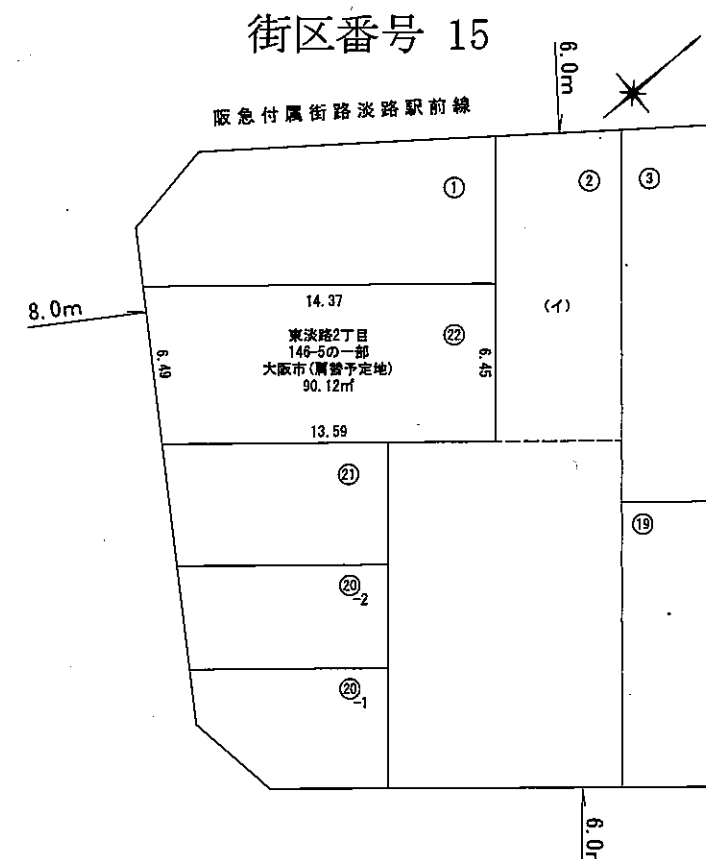 街区番号 15
6.0m
阪急付属街路淡路駅前線
①
②
③
8.0m
14.37
(イ)
東淡路2丁目
146-5の一部
大阪市(買替予定地)
90.12㎡
㉒
6.49
6.45
13.59
㉑
⑲
⑳-2
⑳-1
6.0m